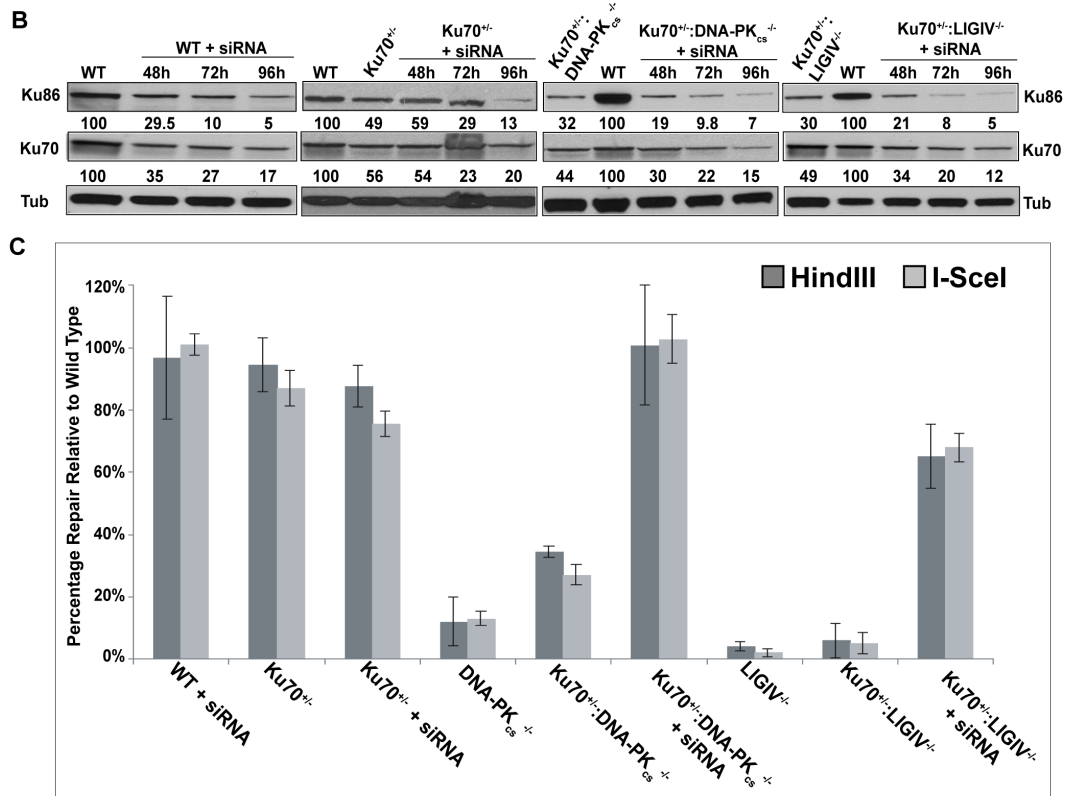 B
WT + siRNA
WT 48h 72h 96h
Ku70+/-
Ku70+/- + siRNA
WT 48h 72h 96h
Ku70+/-: DNA-PKcs-/-
Ku70+/-:DNA-PKcs-/- + siRNA
WT 48h 72h 96h
Ku70+/-: LIGIV-/-
Ku70+/-:LIGIV-/- + siRNA
WT 48h 72h 96h
Ku86 Ku86
100 29.5 10 5 100 49 59 29 13 32 100 19 9.8 7 30 100 21 8 5
Ku70 Ku70
100 35 27 17 100 56 54 23 20 44 100 30 22 15 49 100 34 20 12
Tub Tub
C
HindIII I-SceI
Percentage Repair Relative to Wild Type
120%
100%
80%
60%
40%
20%
0%
WT + siRNA
Ku70+/-
Ku70+/- + siRNA
DNA-PKcs-/-
Ku70+/-:DNA-PKcs-/-
Ku70+/-:DNA-PKcs-/-
+ siRNA
LIGIV-/-
Ku70+/-:LIGIV-/-
Ku70+/-:LIGIV-/-
+ siRNA